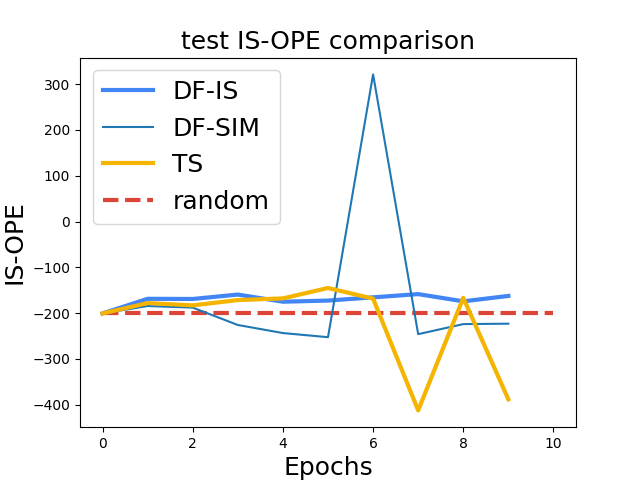 test IS-OPE comparison
DF-IS
DF-SIM
TS
random
IS-OPE
300
200
100
0
−100
−200
−300
−400
0 2 4 6 8 10
Epochs